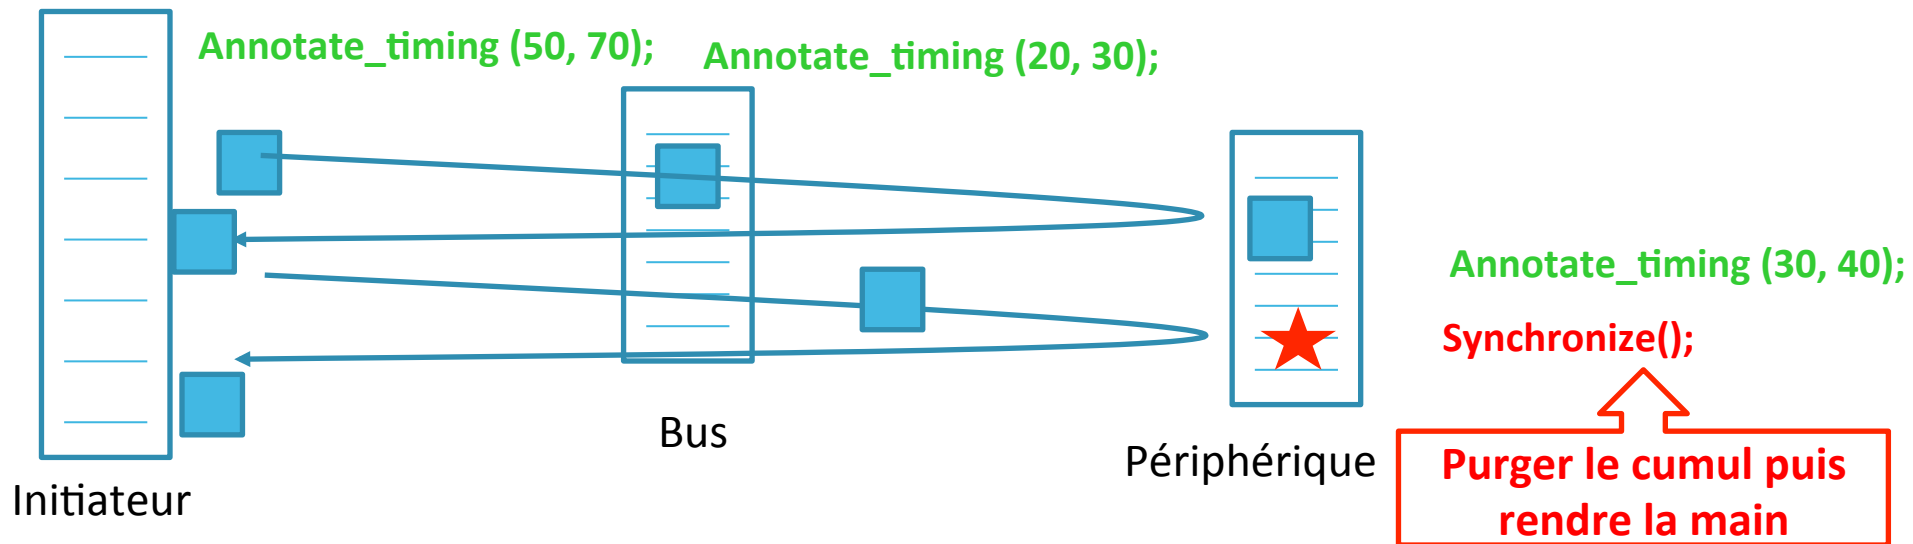 Annotate_timing (50, 70);
Annotate_timing (20, 30);
Annotate_timing (30, 40);
Synchronize();
Bus
Périphérique
Purger le cumul puis
rendre la main
Initiateur